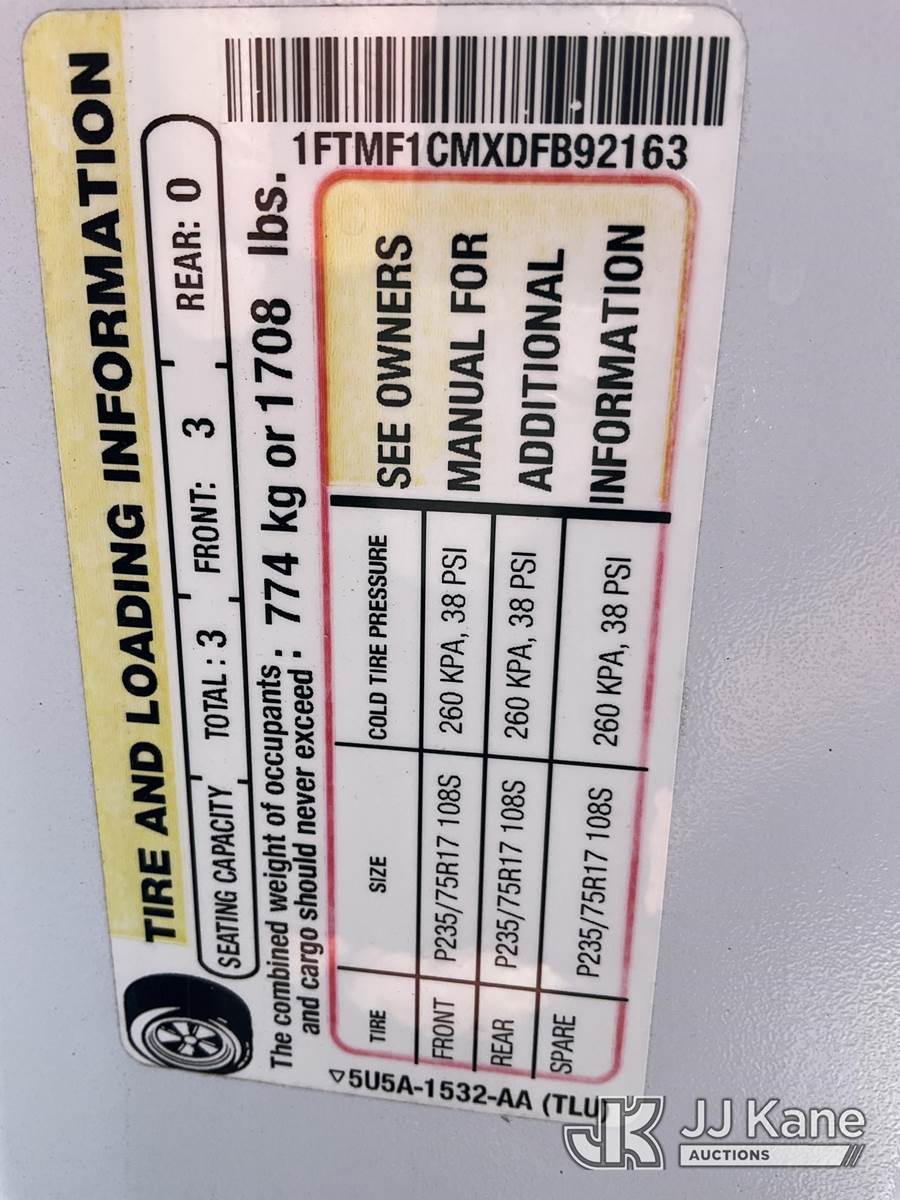 TIRE AND LOADING INFORMATION
SEATING CAPACITY TOTAL : 3 FRONT: 3 REAR: 0
The combined weight of occupants and cargo should never exceed : 774 kg or 1708 lbs.
1FTMF1CMXDFB92163
TIRE SIZE COLD TIRE PRESSURE
FRONT P235/75R17 108S 260 KPA, 38 PSI
REAR P235/75R17 108S 260 KPA, 38 PSI
SPARE P235/75R17 108S 260 KPA, 38 PSI
SEE OWNERS
MANUAL FOR
ADDITIONAL
INFORMATION
5U5A-1532-AA (TLU)
JK JJ Kane
AUCTIONS